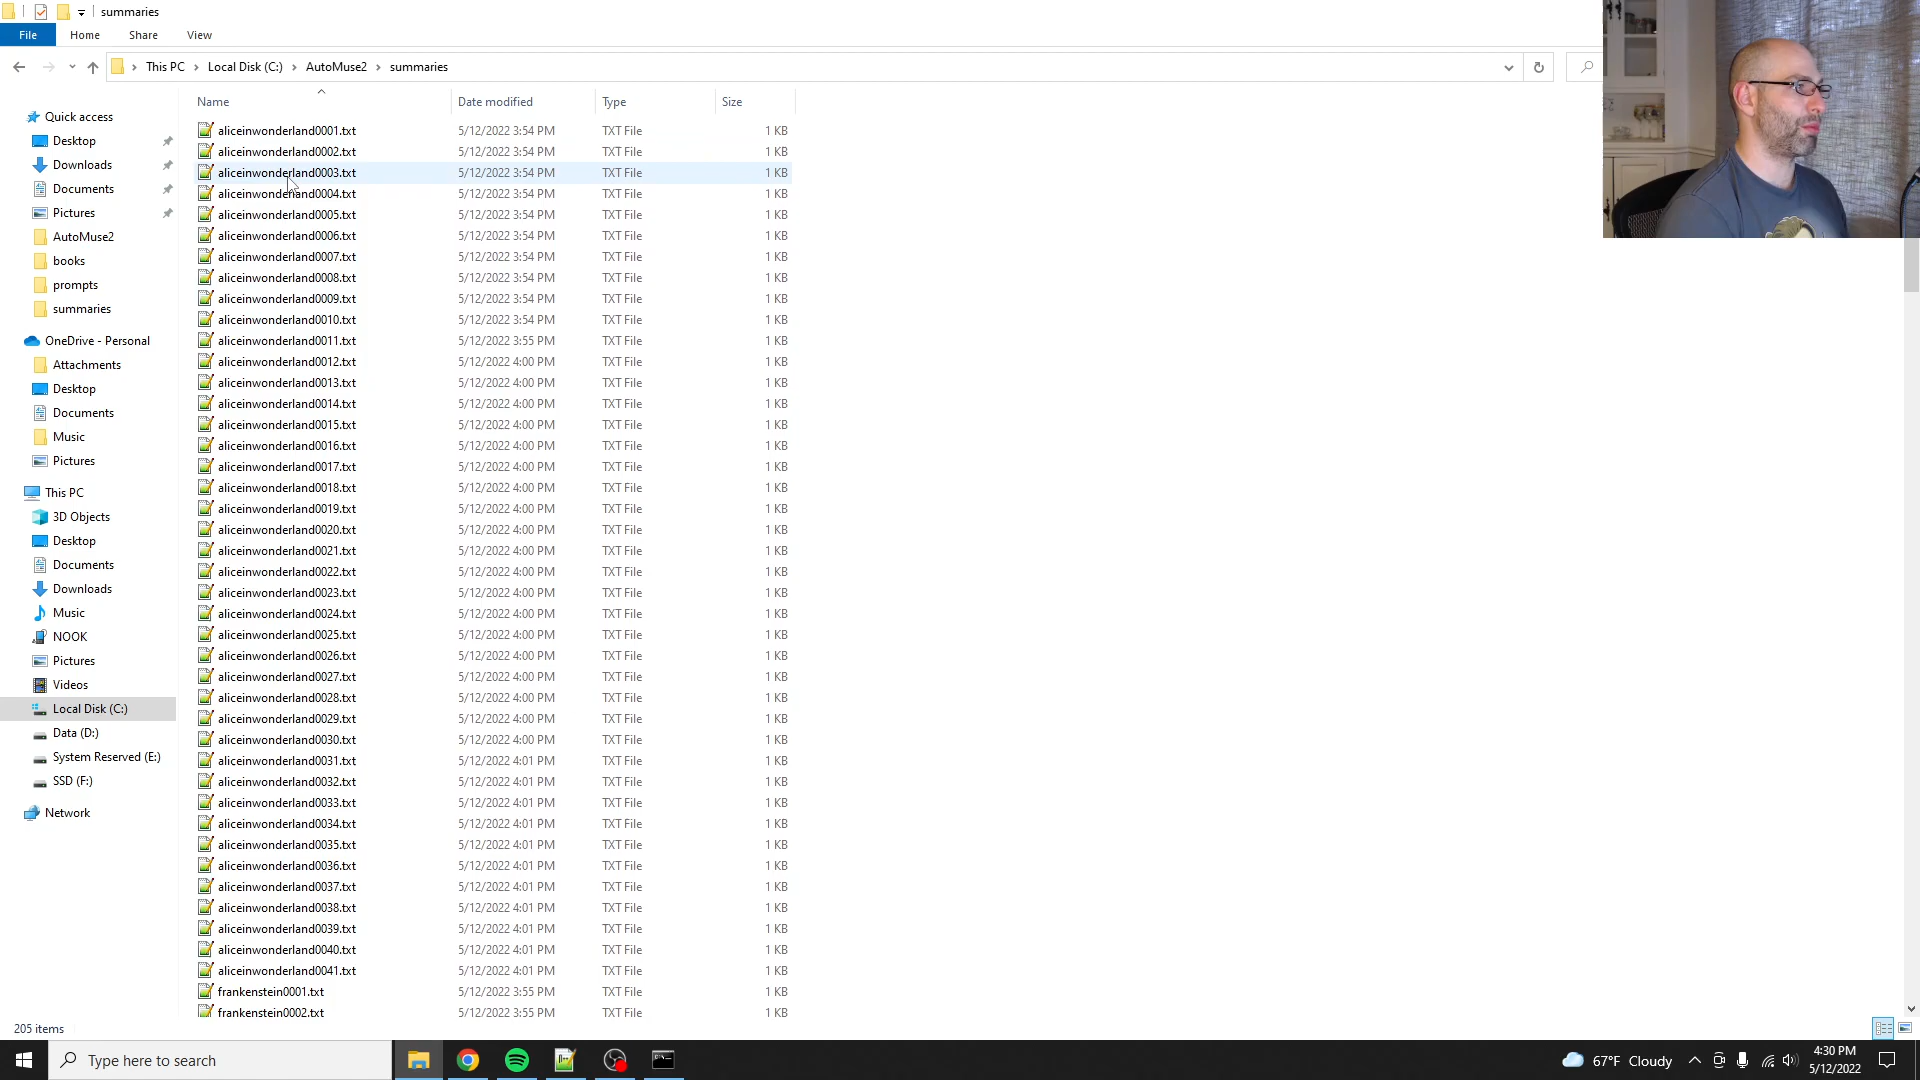 summaries
File Home Share View
This PC Local Disk (C:) AutoMuse2 summaries
Name Date modified Type Size
Quick access
Desktop
Downloads
Documents
Pictures
AutoMuse2
books
prompts
summaries
OneDrive - Personal
Attachments
Desktop
Documents
Music
Pictures
This PC
3D Objects
Desktop
Documents
Downloads
Music
NOOK
Pictures
Videos
Local Disk (C:)
Data (D:)
System Reserved (E:)
SSD (F:)
Network
aliceinwonderland0001.txt 5/12/2022 3:54 PM TXT File 1 KB
aliceinwonderland0002.txt 5/12/2022 3:54 PM TXT File 1 KB
aliceinwonderland0003.txt 5/12/2022 3:54 PM TXT File 1 KB
aliceinwonderland0004.txt 5/12/2022 3:54 PM TXT File 1 KB
aliceinwonderland0005.txt 5/12/2022 3:54 PM TXT File 1 KB
aliceinwonderland0006.txt 5/12/2022 3:54 PM TXT File 1 KB
aliceinwonderland0007.txt 5/12/2022 3:54 PM TXT File 1 KB
aliceinwonderland0008.txt 5/12/2022 3:54 PM TXT File 1 KB
aliceinwonderland0009.txt 5/12/2022 3:54 PM TXT File 1 KB
aliceinwonderland0010.txt 5/12/2022 3:54 PM TXT File 1 KB
aliceinwonderland0011.txt 5/12/2022 3:55 PM TXT File 1 KB
aliceinwonderland0012.txt 5/12/2022 4:00 PM TXT File 1 KB
aliceinwonderland0013.txt 5/12/2022 4:00 PM TXT File 1 KB
aliceinwonderland0014.txt 5/12/2022 4:00 PM TXT File 1 KB
aliceinwonderland0015.txt 5/12/2022 4:00 PM TXT File 1 KB
aliceinwonderland0016.txt 5/12/2022 4:00 PM TXT File 1 KB
aliceinwonderland0017.txt 5/12/2022 4:00 PM TXT File 1 KB
aliceinwonderland0018.txt 5/12/2022 4:00 PM TXT File 1 KB
aliceinwonderland0019.txt 5/12/2022 4:00 PM TXT File 1 KB
aliceinwonderland0020.txt 5/12/2022 4:00 PM TXT File 1 KB
aliceinwonderland0021.txt 5/12/2022 4:00 PM TXT File 1 KB
aliceinwonderland0022.txt 5/12/2022 4:00 PM TXT File 1 KB
aliceinwonderland0023.txt 5/12/2022 4:00 PM TXT File 1 KB
aliceinwonderland0024.txt 5/12/2022 4:00 PM TXT File 1 KB
aliceinwonderland0025.txt 5/12/2022 4:00 PM TXT File 1 KB
aliceinwonderland0026.txt 5/12/2022 4:00 PM TXT File 1 KB
aliceinwonderland0027.txt 5/12/2022 4:00 PM TXT File 1 KB
aliceinwonderland0028.txt 5/12/2022 4:00 PM TXT File 1 KB
aliceinwonderland0029.txt 5/12/2022 4:00 PM TXT File 1 KB
aliceinwonderland0030.txt 5/12/2022 4:00 PM TXT File 1 KB
aliceinwonderland0031.txt 5/12/2022 4:01 PM TXT File 1 KB
aliceinwonderland0032.txt 5/12/2022 4:01 PM TXT File 1 KB
aliceinwonderland0033.txt 5/12/2022 4:01 PM TXT File 1 KB
aliceinwonderland0034.txt 5/12/2022 4:01 PM TXT File 1 KB
aliceinwonderland0035.txt 5/12/2022 4:01 PM TXT File 1 KB
aliceinwonderland0036.txt 5/12/2022 4:01 PM TXT File 1 KB
aliceinwonderland0037.txt 5/12/2022 4:01 PM TXT File 1 KB
aliceinwonderland0038.txt 5/12/2022 4:01 PM TXT File 1 KB
aliceinwonderland0039.txt 5/12/2022 4:01 PM TXT File 1 KB
aliceinwonderland0040.txt 5/12/2022 4:01 PM TXT File 1 KB
aliceinwonderland0041.txt 5/12/2022 4:01 PM TXT File 1 KB
frankenstein0001.txt 5/12/2022 3:55 PM TXT File 1 KB
frankenstein0002.txt 5/12/2022 3:55 PM TXT File 1 KB
205 items
Type here to search
67°F Cloudy
4:30 PM
5/12/2022